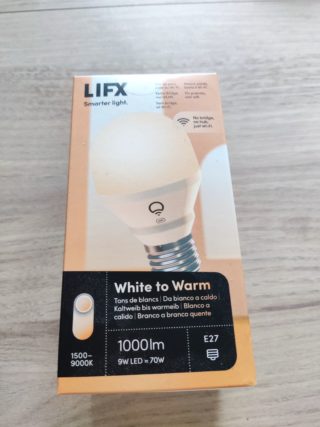 LIFX
Smarter light.
No bridge,
no hub,
just Wi-Fi.
White to Warm
Tons de blancs | Da bianco a caldo
Kaltweiß bis warmweiß | Blanco a
calido | Branco a branco quente
1500–
9000K
1000lm
9W LED ≈ 70W
E27